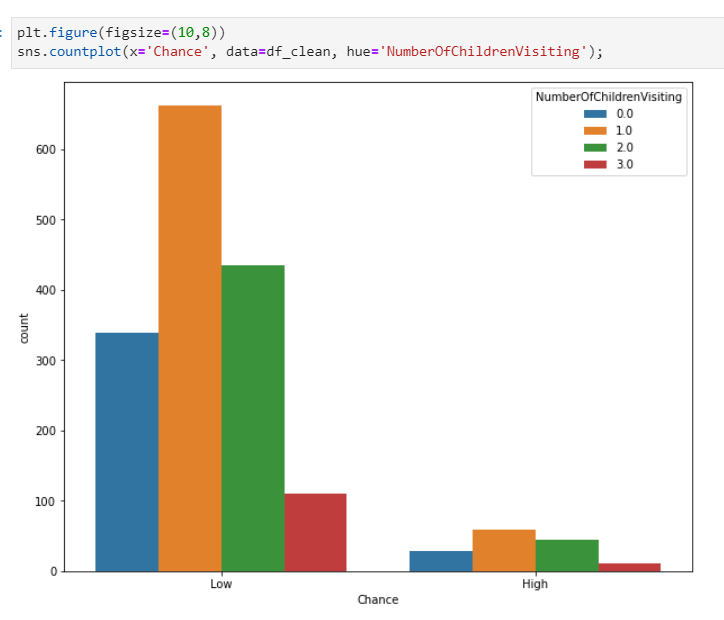 plt.figure(figsize=(10,8))
sns.countplot(x='Chance', data=df_clean, hue='NumberOfChildrenVisiting');
NumberOfChildrenVisiting
0.0
1.0
2.0
3.0
600
500
400
300
200
100
0
count
Low High
Chance